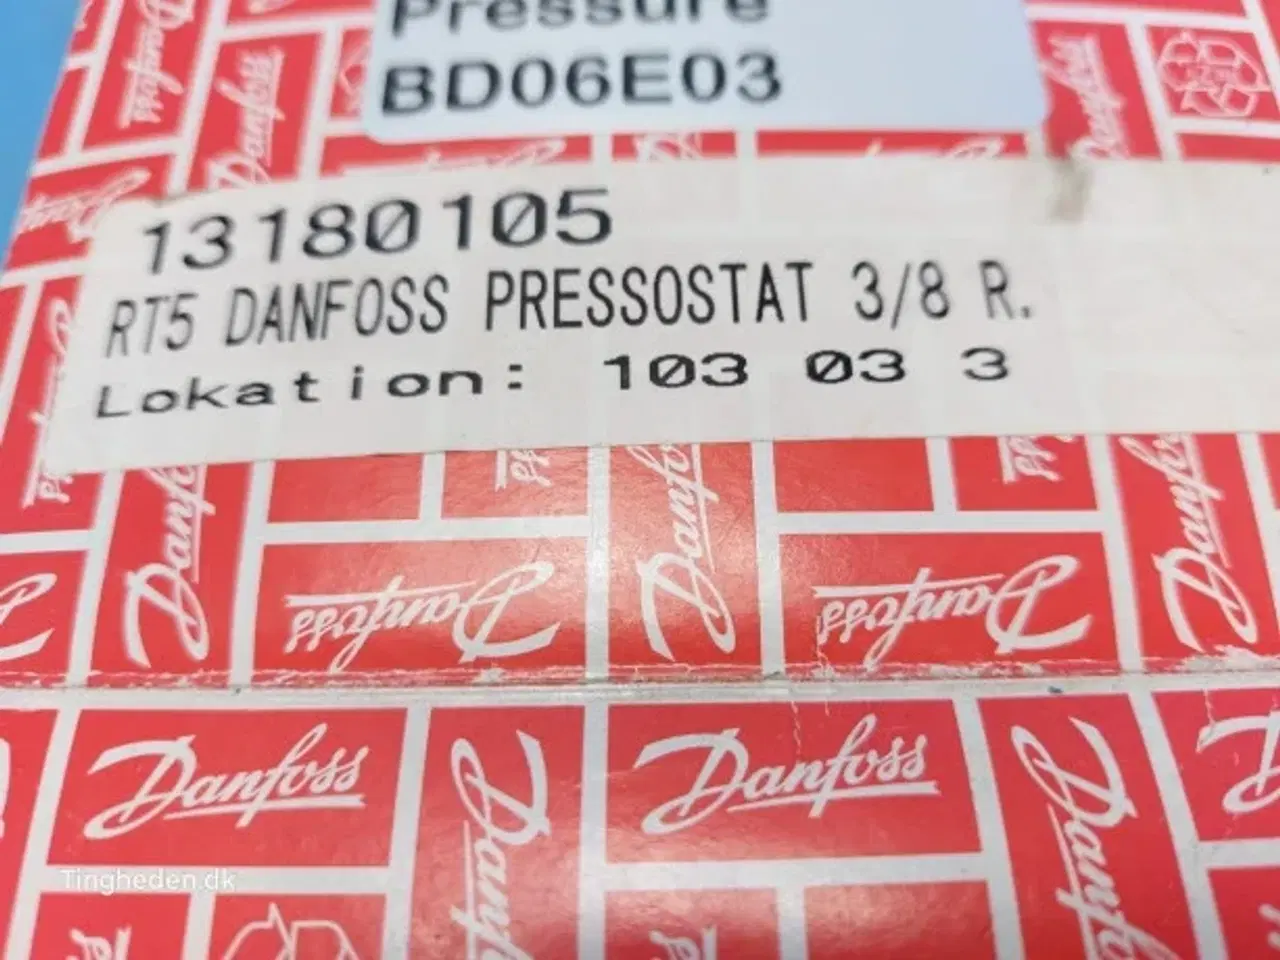 Pressure
BD06E03
13180105
RT5 DANFOSS PRESSOSTAT 3/8 R.
Lokation: 103 03 3
Danfoss Danfoss Danfoss Danfoss
Danfoss Danfoss Danfoss Danfoss
Tingheden.dk